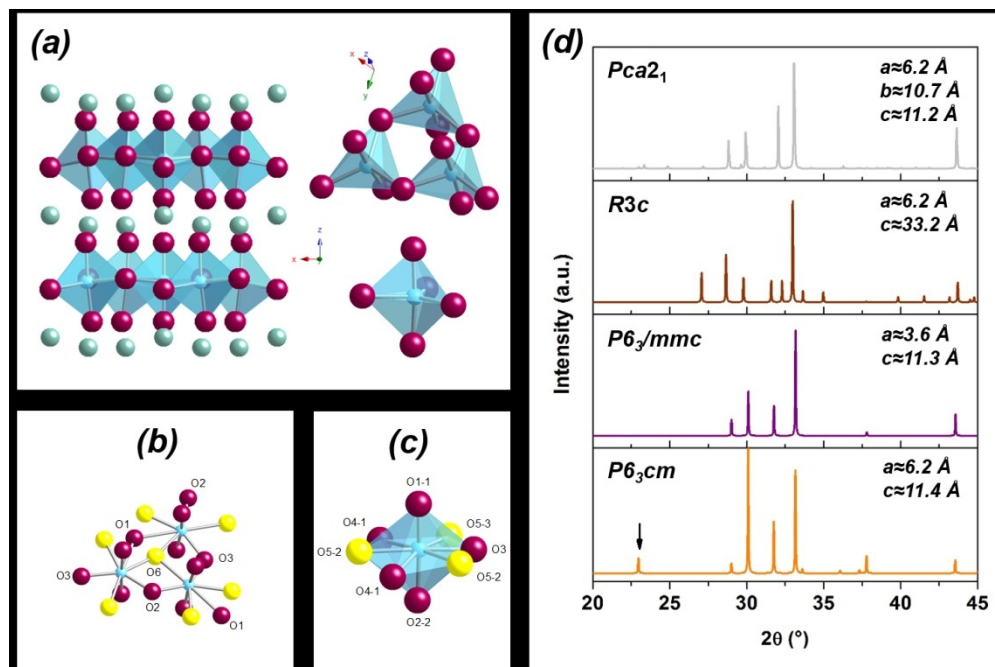 (a)
x
z
y
z
x
y
(b)
O2
O1
O3
O6
O3
O2
O1
(c)
O1-1
O4-1
O5-3
O5-2
O3
O4-1
O5-2
O2-2
(d)
Pca2₁
a≈6.2 Å
b≈10.7 Å
c≈11.2 Å
R3c
a≈6.2 Å
c≈33.2 Å
P6₃/mmc
a≈3.6 Å
c≈11.3 Å
P6₃cm
a≈6.2 Å
c≈11.4 Å
Intensity (a.u.)
20 25 30 35 40 45
2θ (°)